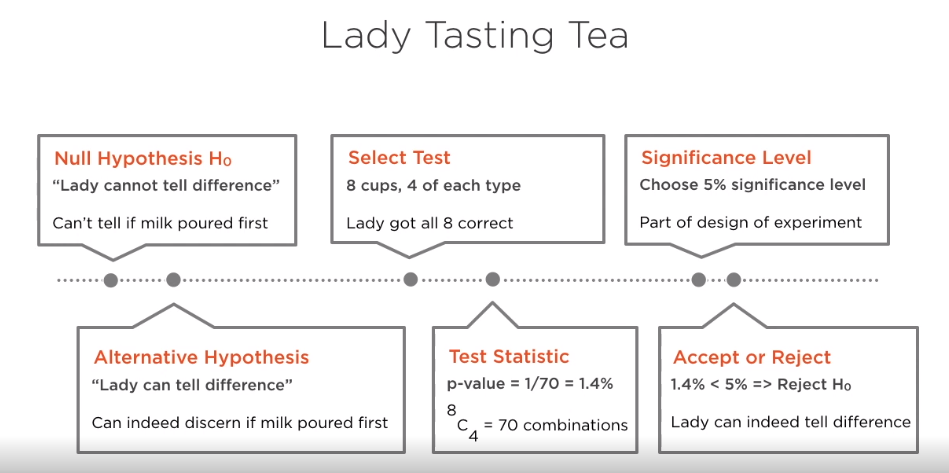 Lady Tasting Tea
Null Hypothesis H₀
“Lady cannot tell difference”
Can’t tell if milk poured first
Select Test
8 cups, 4 of each type
Lady got all 8 correct
Significance Level
Choose 5% significance level
Part of design of experiment
Alternative Hypothesis
“Lady can tell difference”
Can indeed discern if milk poured first
Test Statistic
p-value = 1/70 = 1.4%
⁸C₄ = 70 combinations
Accept or Reject
1.4% < 5% => Reject H₀
Lady can indeed tell difference